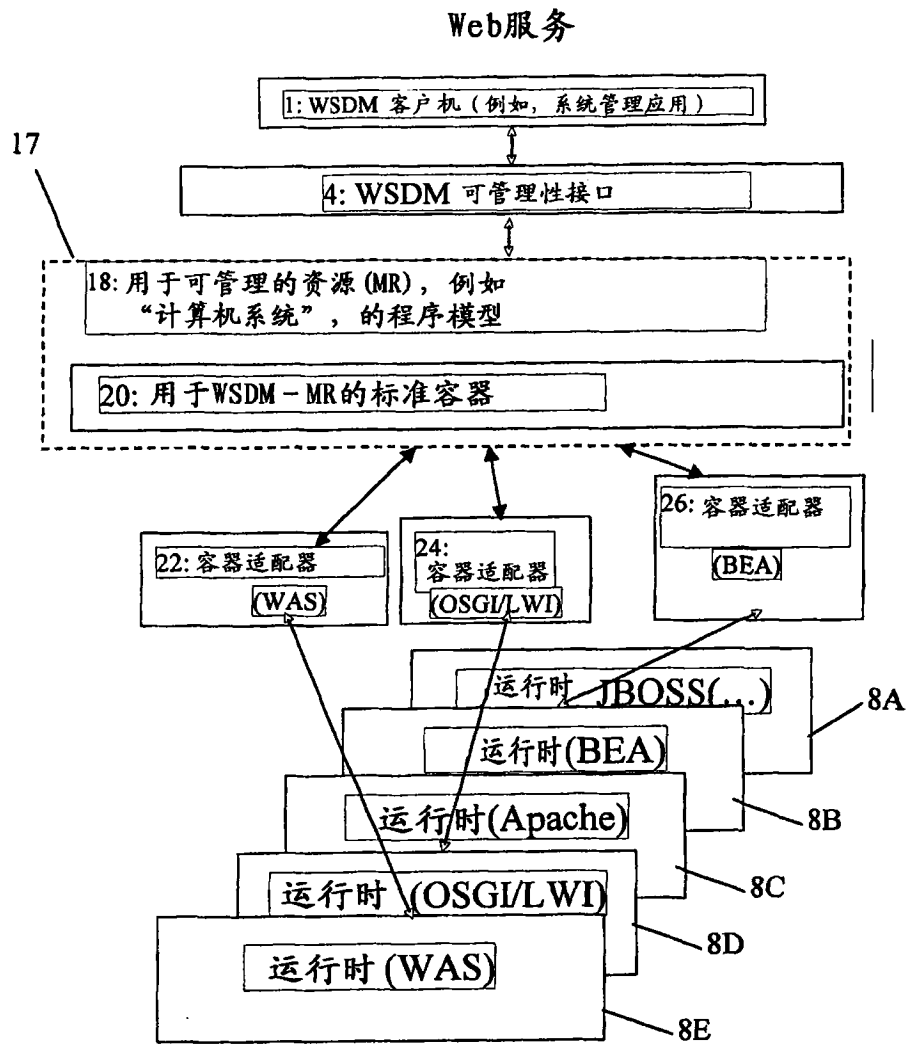 Web服务
1: WSDM 客户机（例如，系统管理应用）
17
4: WSDM 可管理性接口
18: 用于可管理的资源(MR)，例如
“计算机系统”，的程序模型
20: 用于WSDM－MR的标准容器
22: 容器适配器
(WAS)
24:
容器适配器
(OSGI/LWI)
26: 容器适配器
(BEA)
运行时 JBOSS(...)
8A
运行时(BEA)
8B
运行时(Apache)
8C
运行时 (OSGI/LWI)
8D
运行时 (WAS)
8E